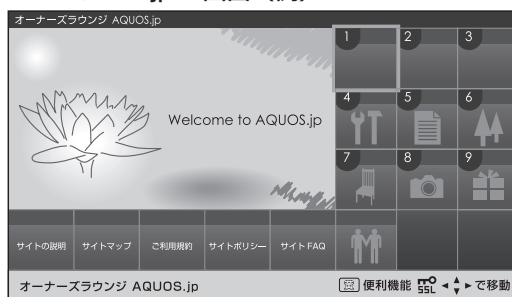 オーナーズラウンジ AQUOS.jp
1 2 3
Welcome to AQUOS.jp
4 5 6
7 8 9
サイトの説明 サイトマップ ご利用規約 サイトポリシー サイト FAQ
オーナーズラウンジ AQUOS.jp 便利機能 SSL ◄▲▼► で移動